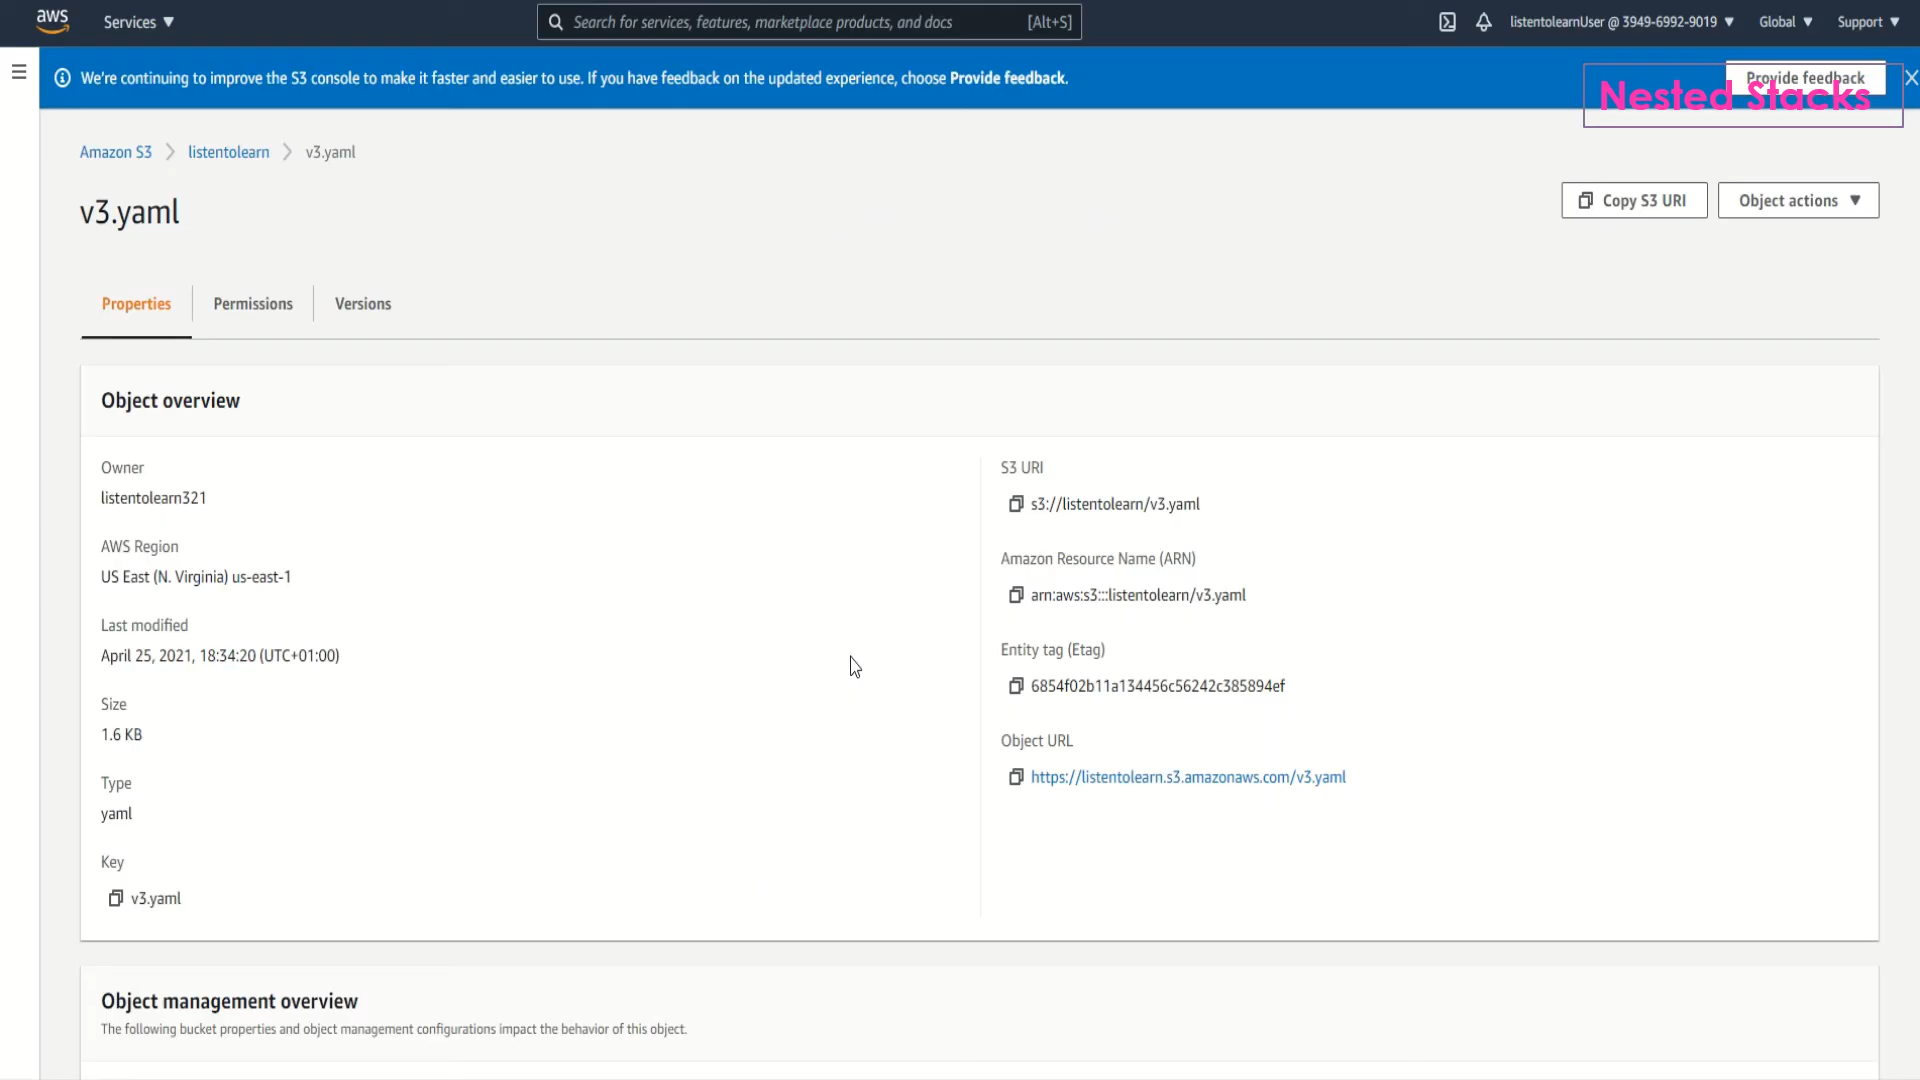 aws Services ▼ Search for services, features, marketplace products, and docs [Alt+S] listentolearnUser @ 3949-6992-9019 ▼ Global ▼ Support ▼
We're continuing to improve the S3 console to make it faster and easier to use. If you have feedback on the updated experience, choose Provide feedback. Provide feedback
Nested Stacks
Amazon S3 > listentolearn > v3.yaml
v3.yaml
Copy S3 URI Object actions ▼
Properties Permissions Versions
Object overview
Owner
listentolearn321
AWS Region
US East (N. Virginia) us-east-1
Last modified
April 25, 2021, 18:34:20 (UTC+01:00)
Size
1.6 KB
Type
yaml
Key
v3.yaml
S3 URI
s3://listentolearn/v3.yaml
Amazon Resource Name (ARN)
arn:aws:s3:::listentolearn/v3.yaml
Entity tag (Etag)
6854f02b11a134456c56242c385894ef
Object URL
https://listentolearn.s3.amazonaws.com/v3.yaml
Object management overview
The following bucket properties and object management configurations impact the behavior of this object.